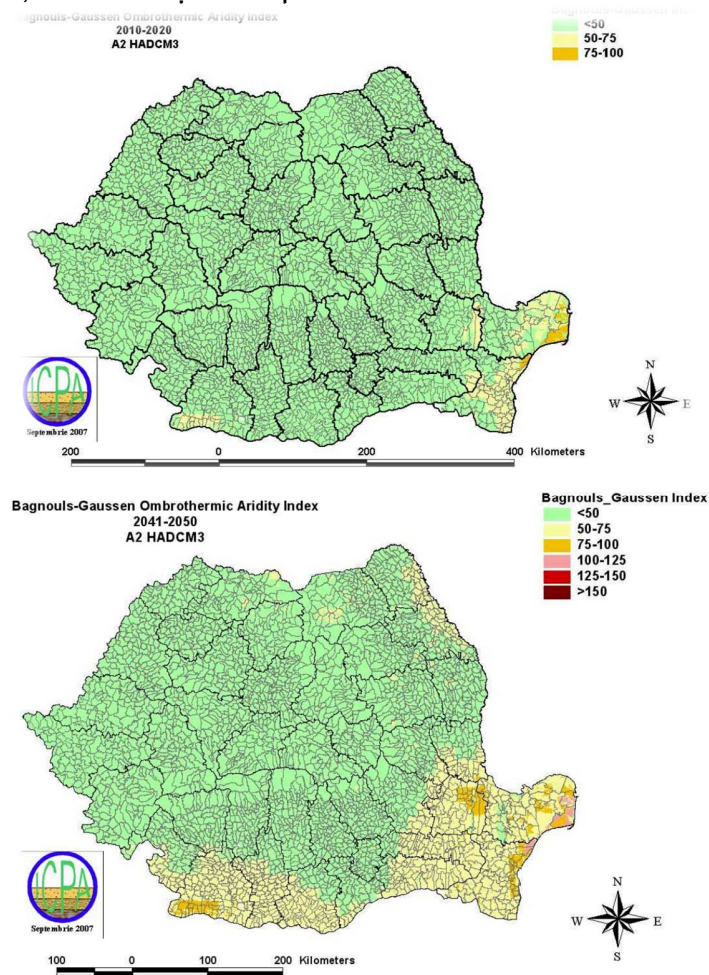 Bagnouls-Gaussen Ombrothermic Aridity Index
2010-2020
A2 HADCM3
<50
50-75
75-100
N
W E
S
ICPA
Septembrie 2007
200 0 200 400 Kilometers
Bagnouls-Gaussen Ombrothermic Aridity Index
2041-2050
A2 HADCM3
Bagnouls_Gaussen Index
<50
50-75
75-100
100-125
125-150
>150
N
W E
S
ICPA
Septembrie 2007
100 0 100 200 Kilometers